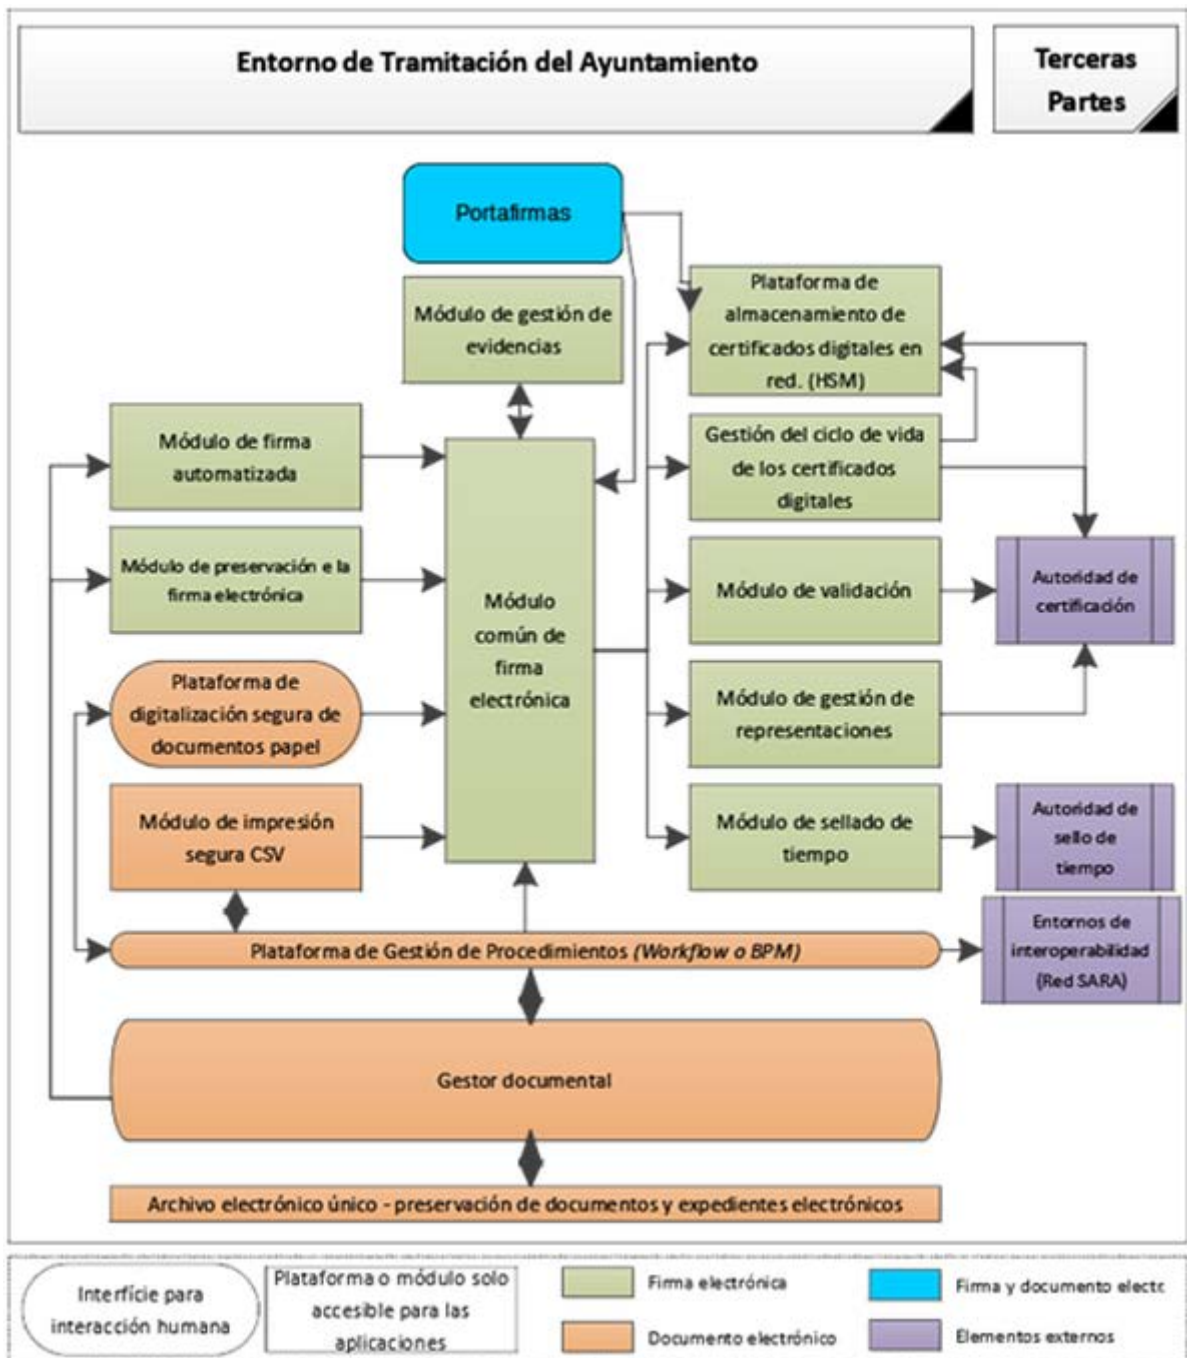 Entorno de Tramitación del Ayuntamiento
Terceras
Partes
Portafirmas
Módulo de gestión de
evidencias
Plataforma de
almacenamiento de
certificados digitales en
red. (HSM)
Módulo de firma
automatizada
Gestión del ciclo de vida
de los certificados
digitales
Módulo de preservación e la
firma electrónica
Módulo
común de
firma
electrónica
Módulo de validación
Autoridad de
certificación
Plataforma de
digitalización segura de
documentos papel
Módulo de gestión de
representaciones
Módulo de impresión
segura CSV
Módulo de sellado de
tiempo
Autoridad de
sello de
tiempo
Plataforma de Gestión de Procedimientos (Workflow o BPM)
Entornos de
interoperabilidad
(Red SARA)
Gestor documental
Archivo electrónico único - preservación de documentos y expedientes electrónicos
Interfície para
interacción humana
Plataforma o módulo solo
accesible para las
aplicaciones
Firma electrónica
Documento electrónico
Firma y documento electr
Elementos externos